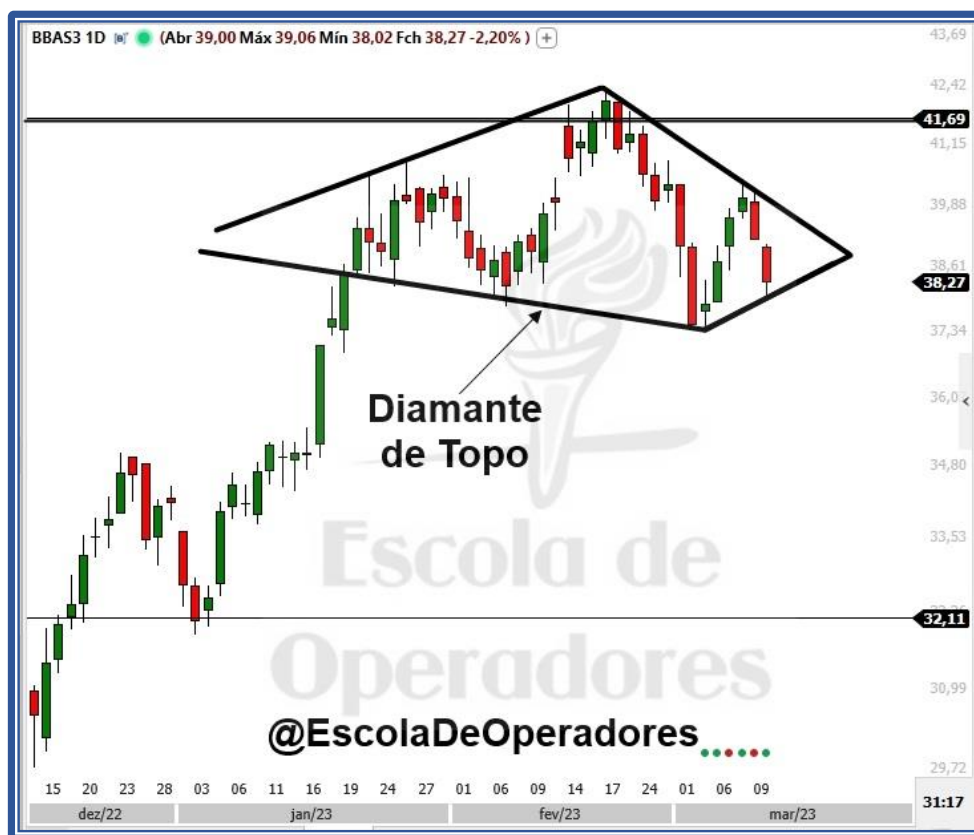 BBAS3 1D (Abr 39,00 Máx 39,06 Mín 38,02 Fch 38,27 -2,20% )
43,69
42,42
41,69
41,15
39,88
38,61
38,27
37,34
36,0
34,80
33,53
32,11
30,99
29,72
Diamante
de Topo
Escola de
Operadores
@EscolaDeOperadores
15 20 23 28 03 06 11 16 19 24 27 01 06 09 14 17 24 01 06 09
dez/22 jan/23 fev/23 mar/23
31:17